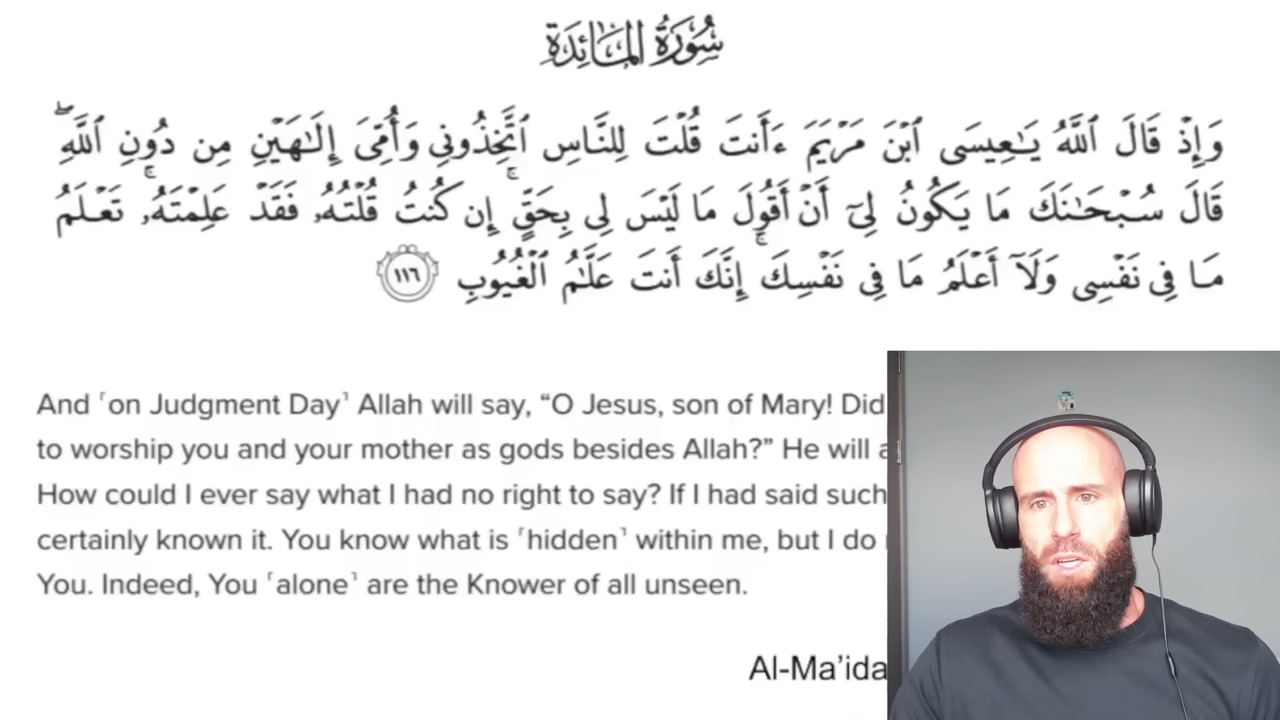 سُورَةُ المَائِدَةِ
وَإِذْ قَالَ ٱللَّهُ يَـٰعِيسَى ٱبْنَ مَرْيَمَ ءَأَنتَ قُلْتَ لِلنَّاسِ ٱتَّخِذُونِى وَأُمِّىَ إِلَـٰهَيْنِ مِن دُونِ ٱللَّهِ ۖ
قَالَ سُبْحَـٰنَكَ مَا يَكُونُ لِىٓ أَنْ أَقُولَ مَا لَيْسَ لِى بِحَقٍّ ۚ إِن كُنتُ قُلْتُهُۥ فَقَدْ عَلِمْتَهُۥ ۚ تَعْلَمُ
مَا فِى نَفْسِى وَلَآ أَعْلَمُ مَا فِى نَفْسِكَ ۚ إِنَّكَ أَنتَ عَلَّـٰمُ ٱلْغُيُوبِ ١١٦
And ˹on Judgment Day˺ Allah will say, “O Jesus, son of Mary! Did
to worship you and your mother as gods besides Allah?” He will
How could I ever say what I had no right to say? If I had said such
certainly known it. You know what is ˹hidden˺ within me, but I do
You. Indeed, You ˹alone˺ are the Knower of all unseen.
Al-Ma’ida